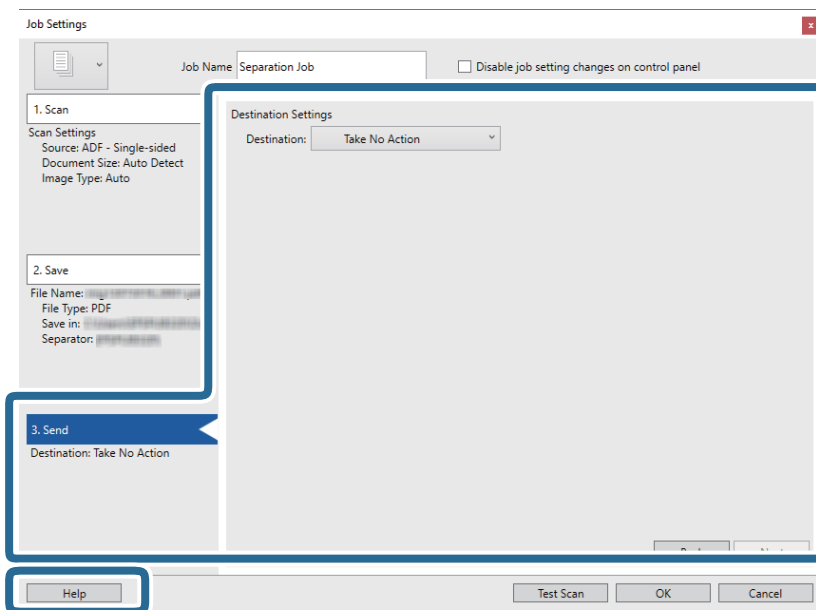 Job Settings
x
Job Name Separation Job Disable job setting changes on control panel
1. Scan
Scan Settings
Source: ADF - Single-sided
Document Size: Auto Detect
Image Type: Auto
Destination Settings
Destination: Take No Action
2. Save
File Name:
File Type: PDF
Save in:
Separator:
3. Send
Destination: Take No Action
Help Test Scan OK Cancel